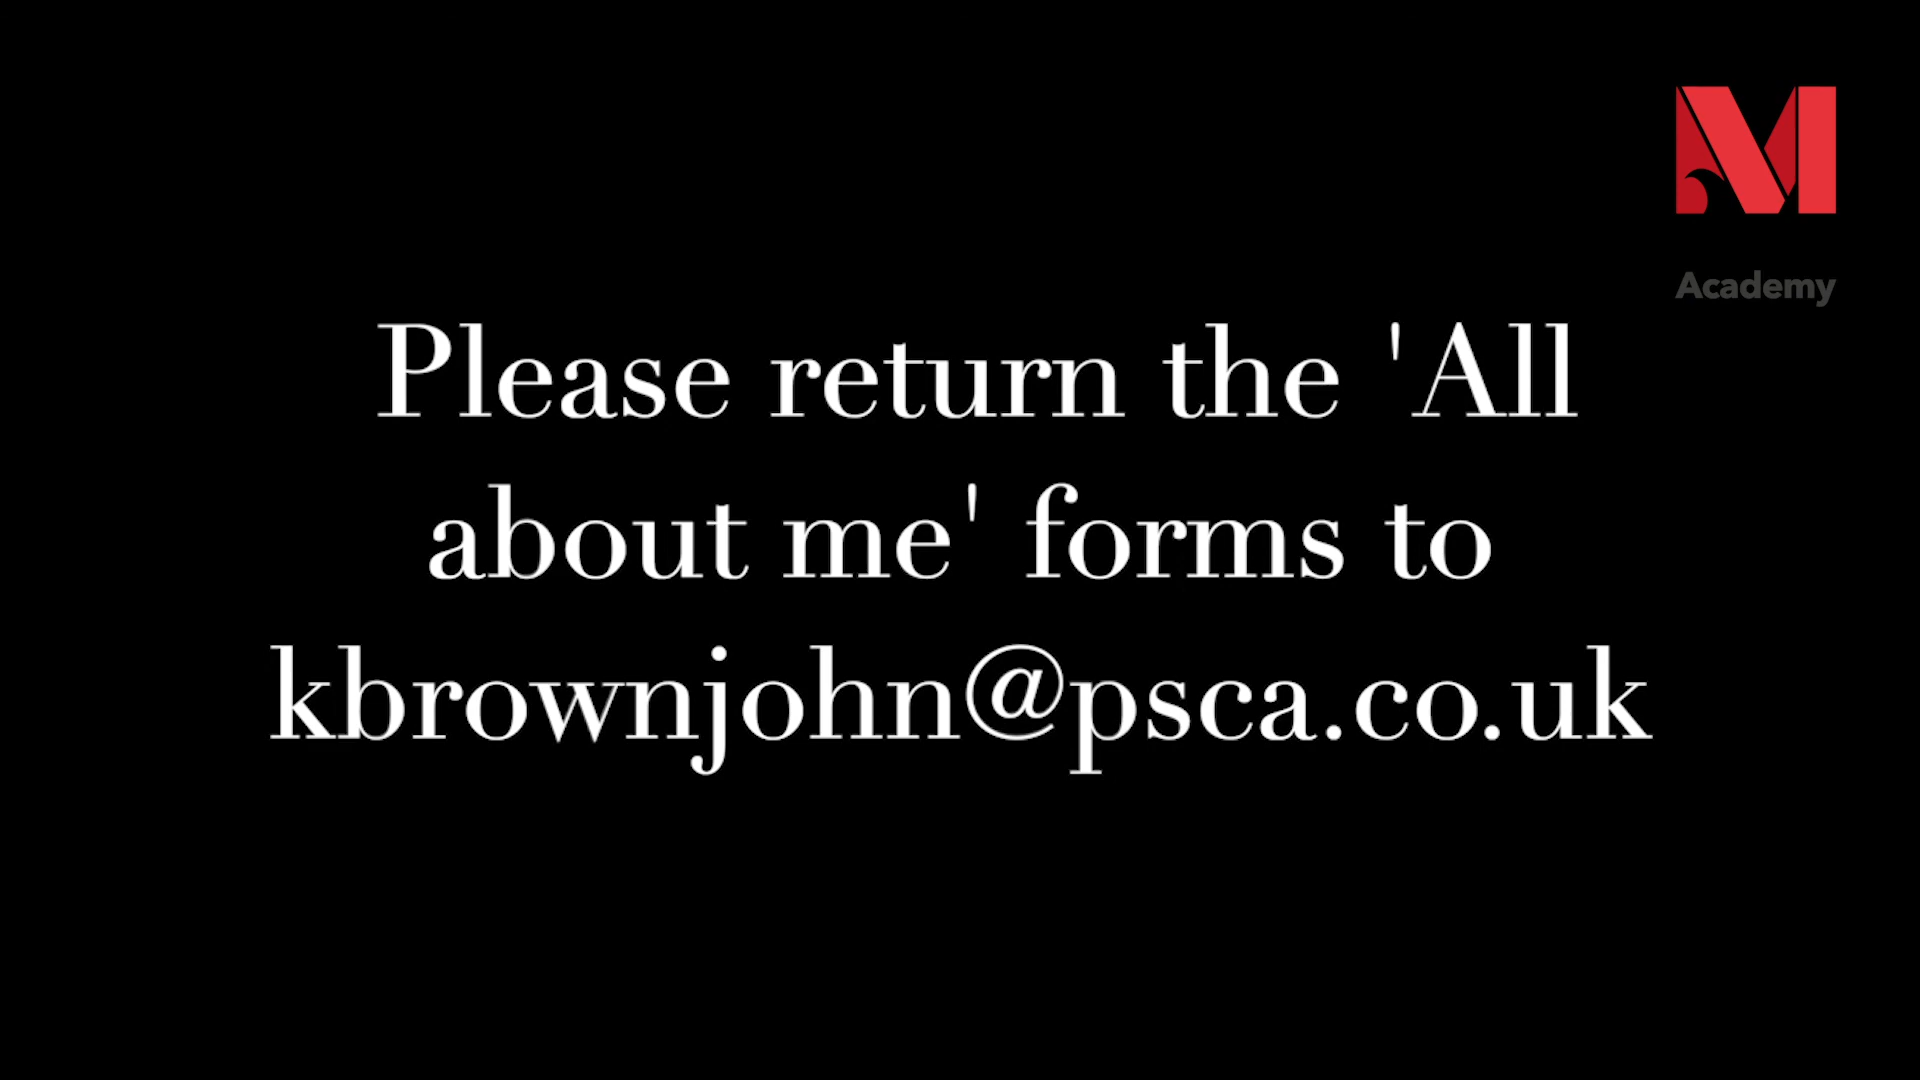 Academy
Please return the 'All
about me' forms to
kbrownjohn@psca.co.uk